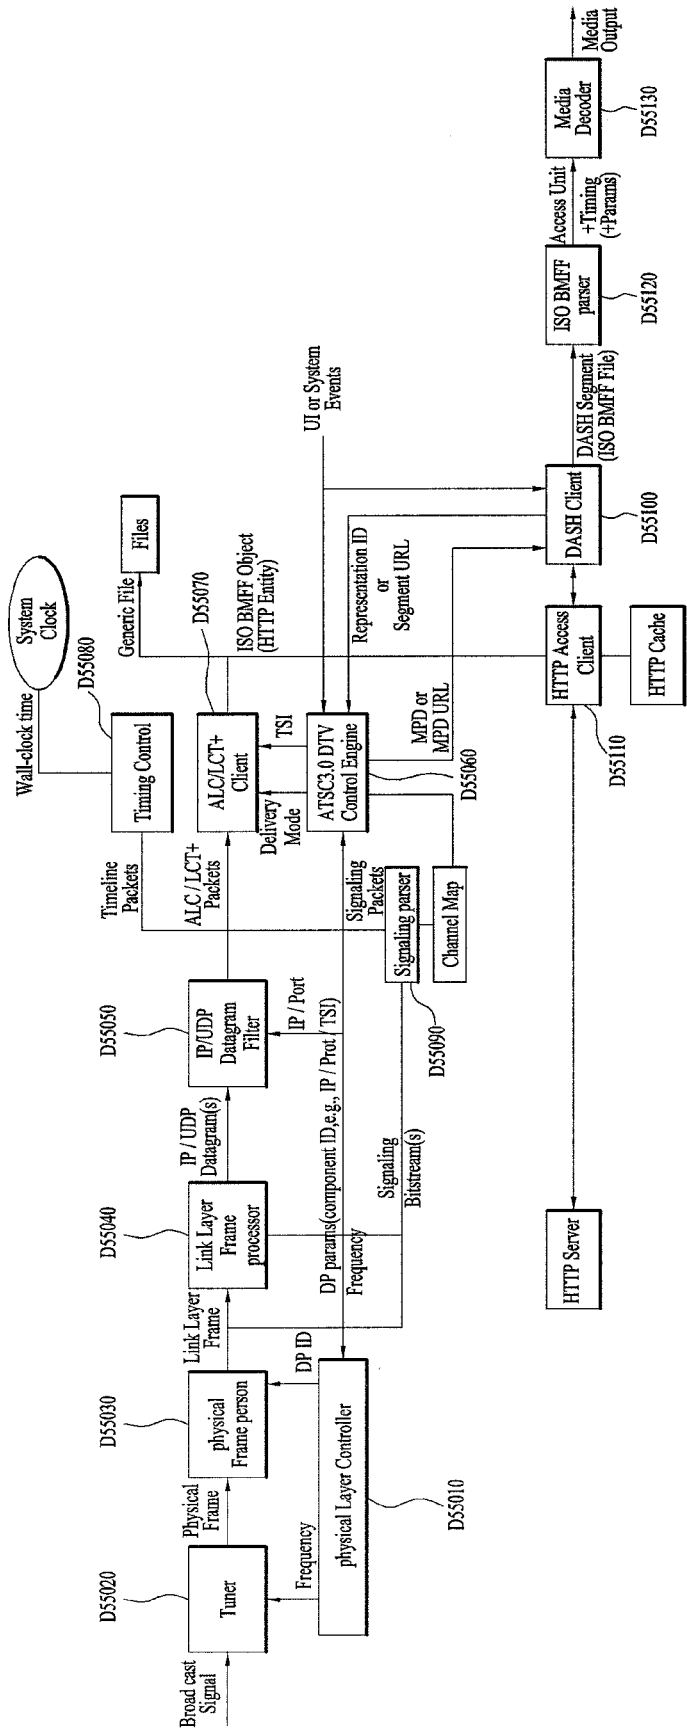 Broad cast
Signal
D55020
Tuner
Physical
Frame
D55030
physical
Frame person
Link Layer
Frame
D55040
Link Layer
Frame
processor
IP / UDP
Datagram(s)
D55050
IP/UDP
Datagram
Filter
ALC / LCT+
Packets
Timeline
Packets
Timing Control
D55080
Wall-clock time
System
Clock
ALC/LCT+
Client
D55070
Generic File
Files
ISO BMFF Object
(HTTP Entity)
Frequency
DP ID
physical Layer Controller
D55010
DP params(component ID,e.g., IP / Prot / TSI)
Frequency
IP / Port
Signaling
Bitstream(s)
Signaling
Packets
Signaling parser
D55090
Channel Map
Delivery
Mode
TSI
ATSC3.0 DTV
Control Engine
D55060
UI or System
Events
Representation ID
or
Segment URL
MPD or
MPD URL
HTTP Server
HTTP Access
Client
D55110
HTTP Cache
DASH Client
D55100
DASH Segment
(ISO BMFF File)
ISO BMFF
parser
D55120
Access Unit
+Timing
(+Params)
Media
Decoder
D55130
Media
Output